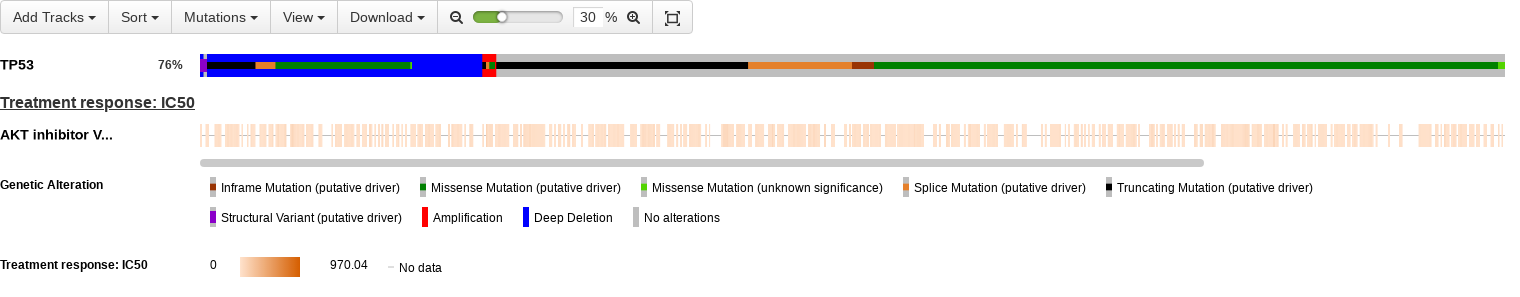 Add Tracks Sort Mutations View Download 30 %
TP53 76%
Treatment response: IC50
AKT inhibitor V...
Genetic Alteration Inframe Mutation (putative driver) Missense Mutation (putative driver) Missense Mutation (unknown significance) Splice Mutation (putative driver) Truncating Mutation (putative driver)
Structural Variant (putative driver) Amplification Deep Deletion No alterations
Treatment response: IC50 0 970.04 No data